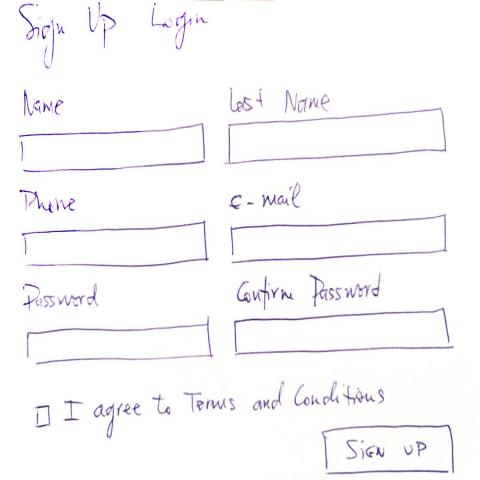 Sign Up Login
Name Last Name
Phone e-mail
Password Confirm Password
I agree to Terms and Conditions
SIGN UP